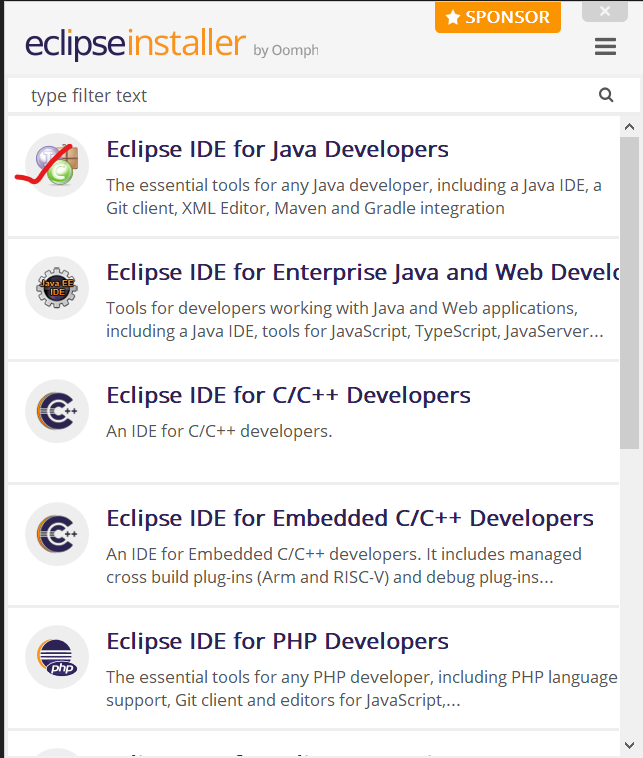 SPONSOR
eclipseinstaller by Oomph
type filter text
Eclipse IDE for Java Developers
The essential tools for any Java developer, including a Java IDE, a
Git client, XML Editor, Maven and Gradle integration
Java EE
IDE
Eclipse IDE for Enterprise Java and Web Develo
Tools for developers working with Java and Web applications,
including a Java IDE, tools for JavaScript, TypeScript, JavaServer...
C++
Eclipse IDE for C/C++ Developers
An IDE for C/C++ developers.
C++
Eclipse IDE for Embedded C/C++ Developers
An IDE for Embedded C/C++ developers. It includes managed
cross build plug-ins (Arm and RISC-V) and debug plug-ins...
php
Eclipse IDE for PHP Developers
The essential tools for any PHP developer, including PHP language
support, Git client and editors for JavaScript,...